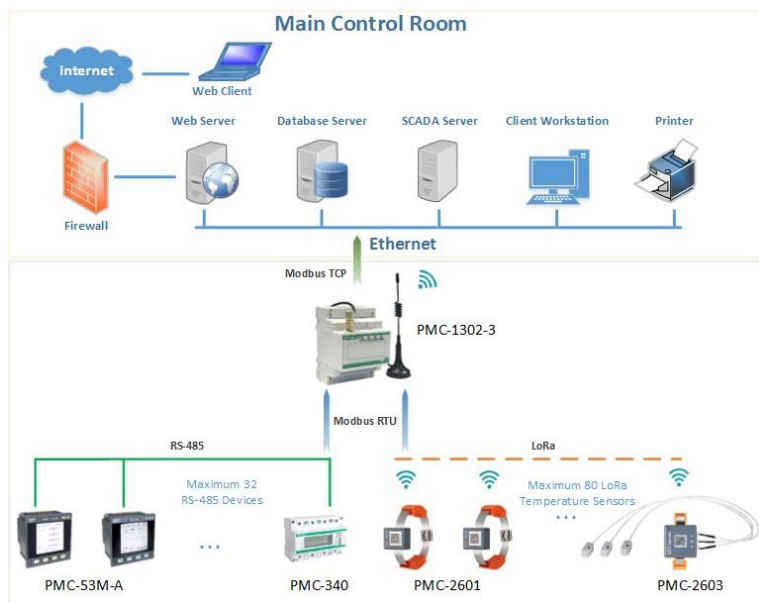 Main Control Room
Internet
Web Client
Web Server
Database Server
SCADA Server
Client Workstation
Printer
Firewall
Ethernet
Modbus TCP
PMC-1302-3
Modbus RTU
RS-485
LoRa
Maximum 32
RS-485 Devices
...
Maximum 80 LoRa
Temperature Sensors
...
PMC-53M-A
PMC-340
PMC-2601
PMC-2603